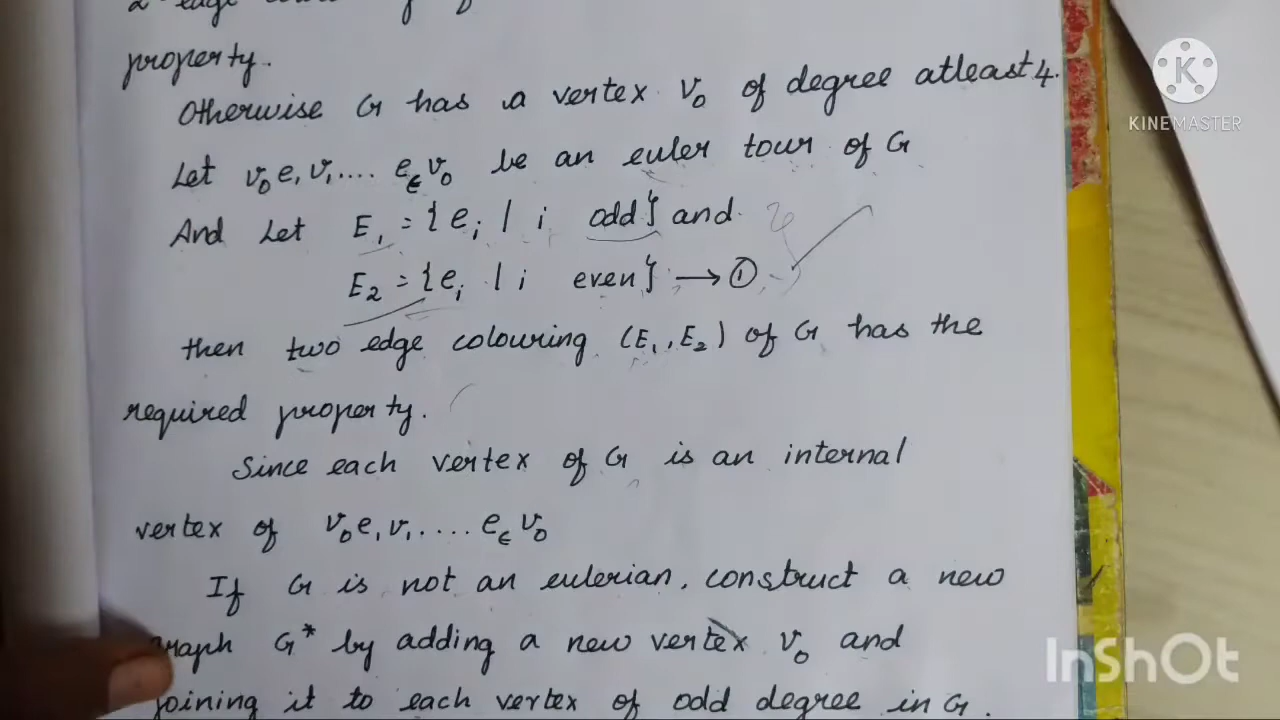 property.
Otherwise G has a vertex v₀ of degree atleast 4.
Let v₀e₁v₁.... e_ϵ v₀ be an euler tour of G
And Let E₁ = {eᵢ / i odd} and
E₂ = {eᵢ / i even} → ①
then two edge colouring (E₁, E₂) of G has the
required property.
Since each vertex of G is an internal
vertex of v₀e₁v₁.... e_ϵ v₀
If G is not an eulerian, construct a new
graph G* by adding a new vertex v₀ and
joining it to each vertex of odd degree in G.
K
KINEMASTER
InShOt